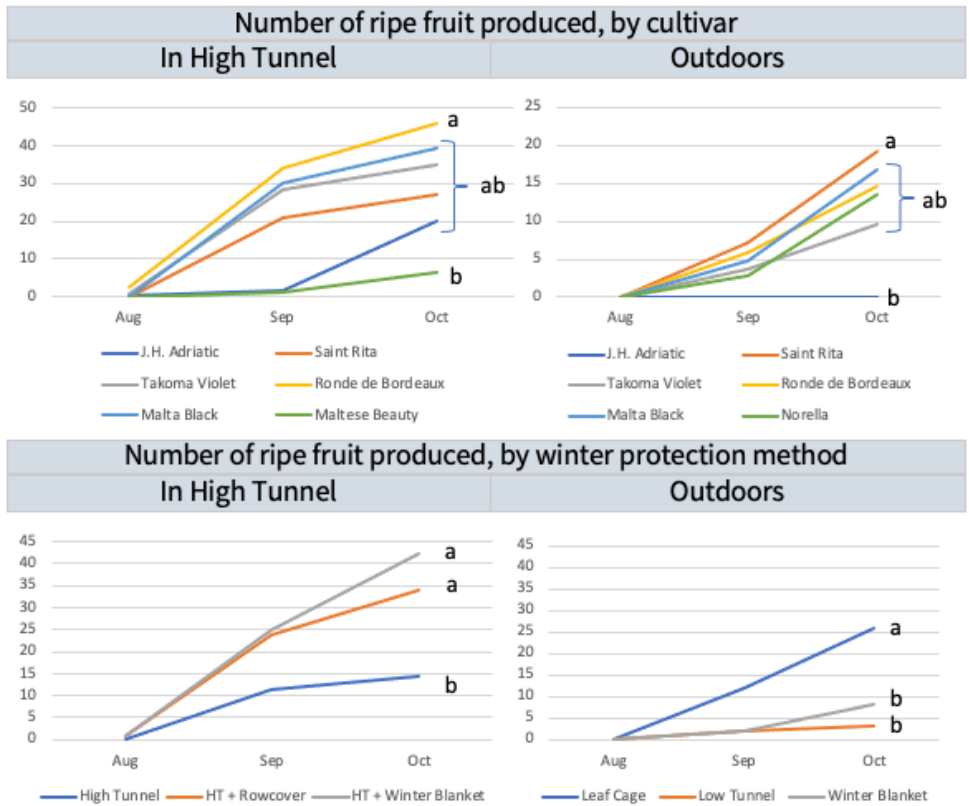 Number of ripe fruit produced, by cultivar
In High Tunnel
Outdoors
50
40
30
20
10
0
a
ab
b
Aug
Sep
Oct
J.H. Adriatic
Saint Rita
Takoma Violet
Ronde de Bordeaux
Malta Black
Maltese Beauty
25
20
15
10
5
0
a
ab
b
Aug
Sep
Oct
J.H. Adriatic
Saint Rita
Takoma Violet
Ronde de Bordeaux
Malta Black
Norella
Number of ripe fruit produced, by winter protection method
In High Tunnel
Outdoors
45
40
35
30
25
20
15
10
5
0
a
a
b
Aug
Sep
Oct
High Tunnel
HT + Rowcover
HT + Winter Blanket
45
40
35
30
25
20
15
10
5
0
a
b
b
Aug
Sep
Oct
Leaf Cage
Low Tunnel
Winter Blanket